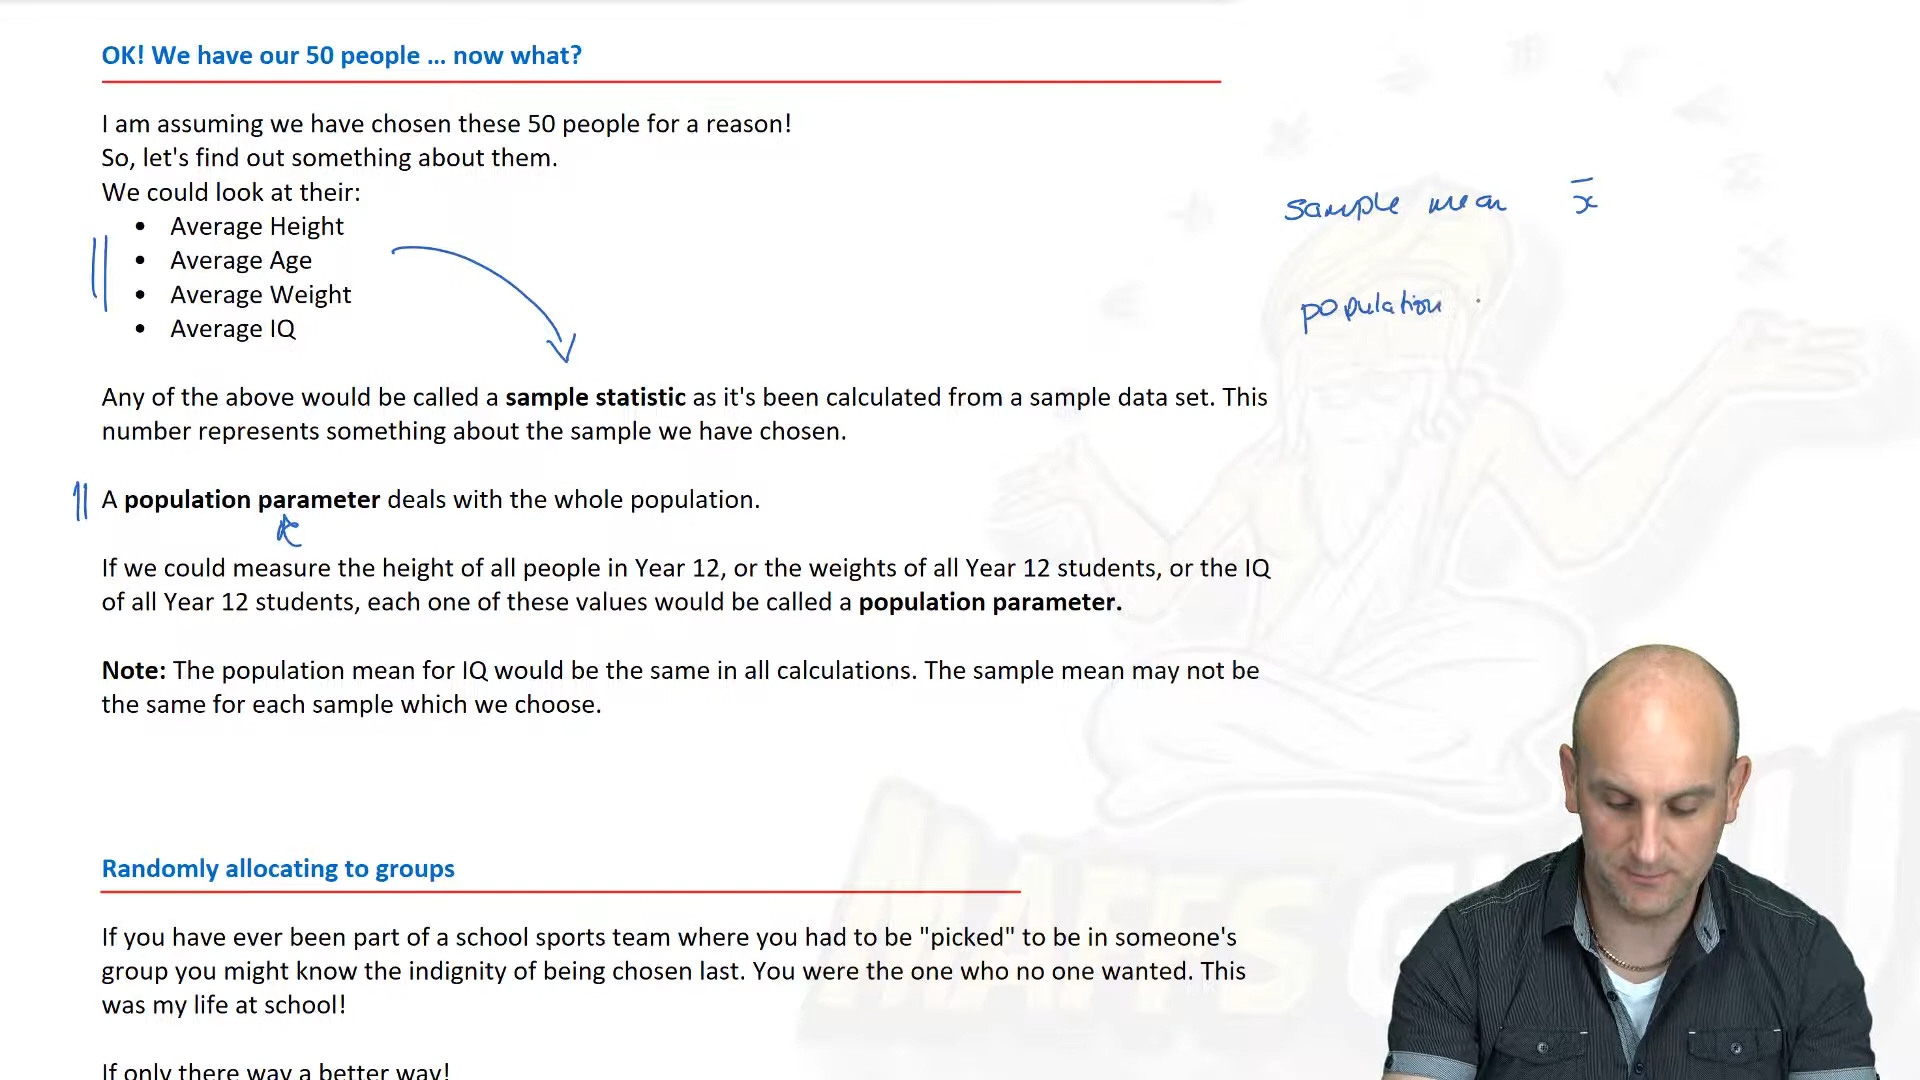 OK! We have our 50 people ... now what?
I am assuming we have chosen these 50 people for a reason!
So, let's find out something about them.
We could look at their:
• Average Height
• Average Age
• Average Weight
• Average IQ
sample mean x̄
population
Any of the above would be called a sample statistic as it's been calculated from a sample data set. This
number represents something about the sample we have chosen.
A population parameter deals with the whole population.
If we could measure the height of all people in Year 12, or the weights of all Year 12 students, or the IQ
of all Year 12 students, each one of these values would be called a population parameter.
Note: The population mean for IQ would be the same in all calculations. The sample mean may not be
the same for each sample which we choose.
Randomly allocating to groups
If you have ever been part of a school sports team where you had to be "picked" to be in someone's
group you might know the indignity of being chosen last. You were the one who no one wanted. This
was my life at school!
If only there way a better way!
MAFFS